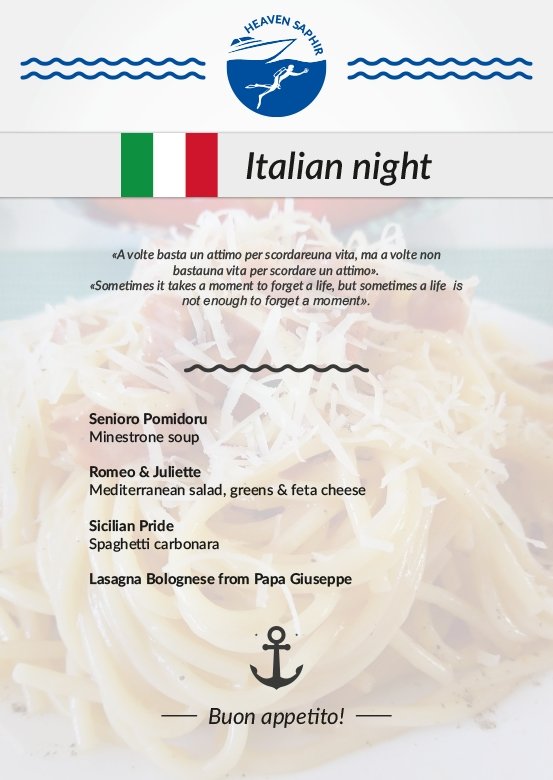 HEAVEN SAPHIR
Italian night
«A volte basta un attimo per scordareuna vita, ma a volte non
bastauna vita per scordare un attimo».
«Sometimes it takes a moment to forget a life, but sometimes a life is
not enough to forget a moment».
Senioro Pomidoru
Minestrone soup
Romeo & Juliette
Mediterranean salad, greens & feta cheese
Sicilian Pride
Spaghetti carbonara
Lasagna Bolognese from Papa Giuseppe
Buon appetito!